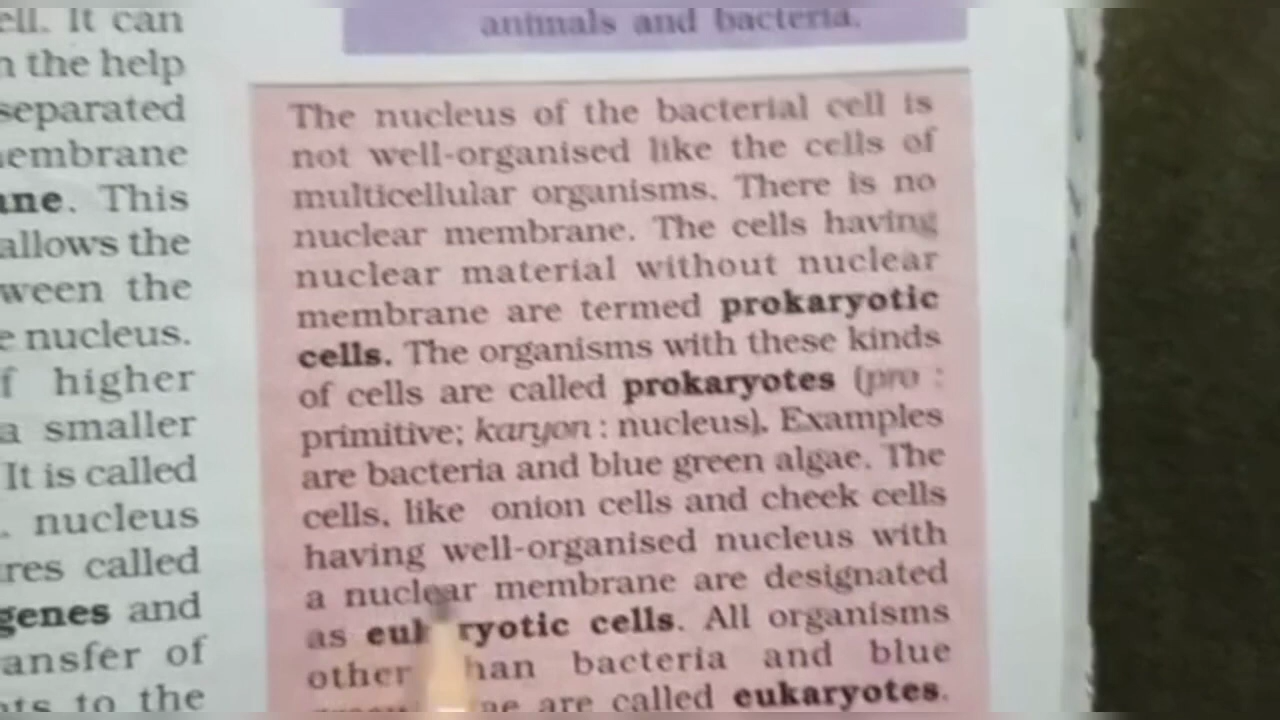 ell. It can
n the help
separated
embrane
ane. This
allows the
ween the
e nucleus.
f higher
a smaller
It is called
. nucleus
res called
genes and
ansfer of
nts to the
animals and bacteria.
The nucleus of the bacterial cell is
not well-organised like the cells of
multicellular organisms. There is no
nuclear membrane. The cells having
nuclear material without nuclear
membrane are termed prokaryotic
cells. The organisms with these kinds
of cells are called prokaryotes (pro :
primitive; karyon : nucleus). Examples
are bacteria and blue green algae. The
cells, like onion cells and cheek cells
having well-organised nucleus with
a nuclear membrane are designated
as euk ryotic cells. All organisms
other han bacteria and blue
ae are called eukaryotes.